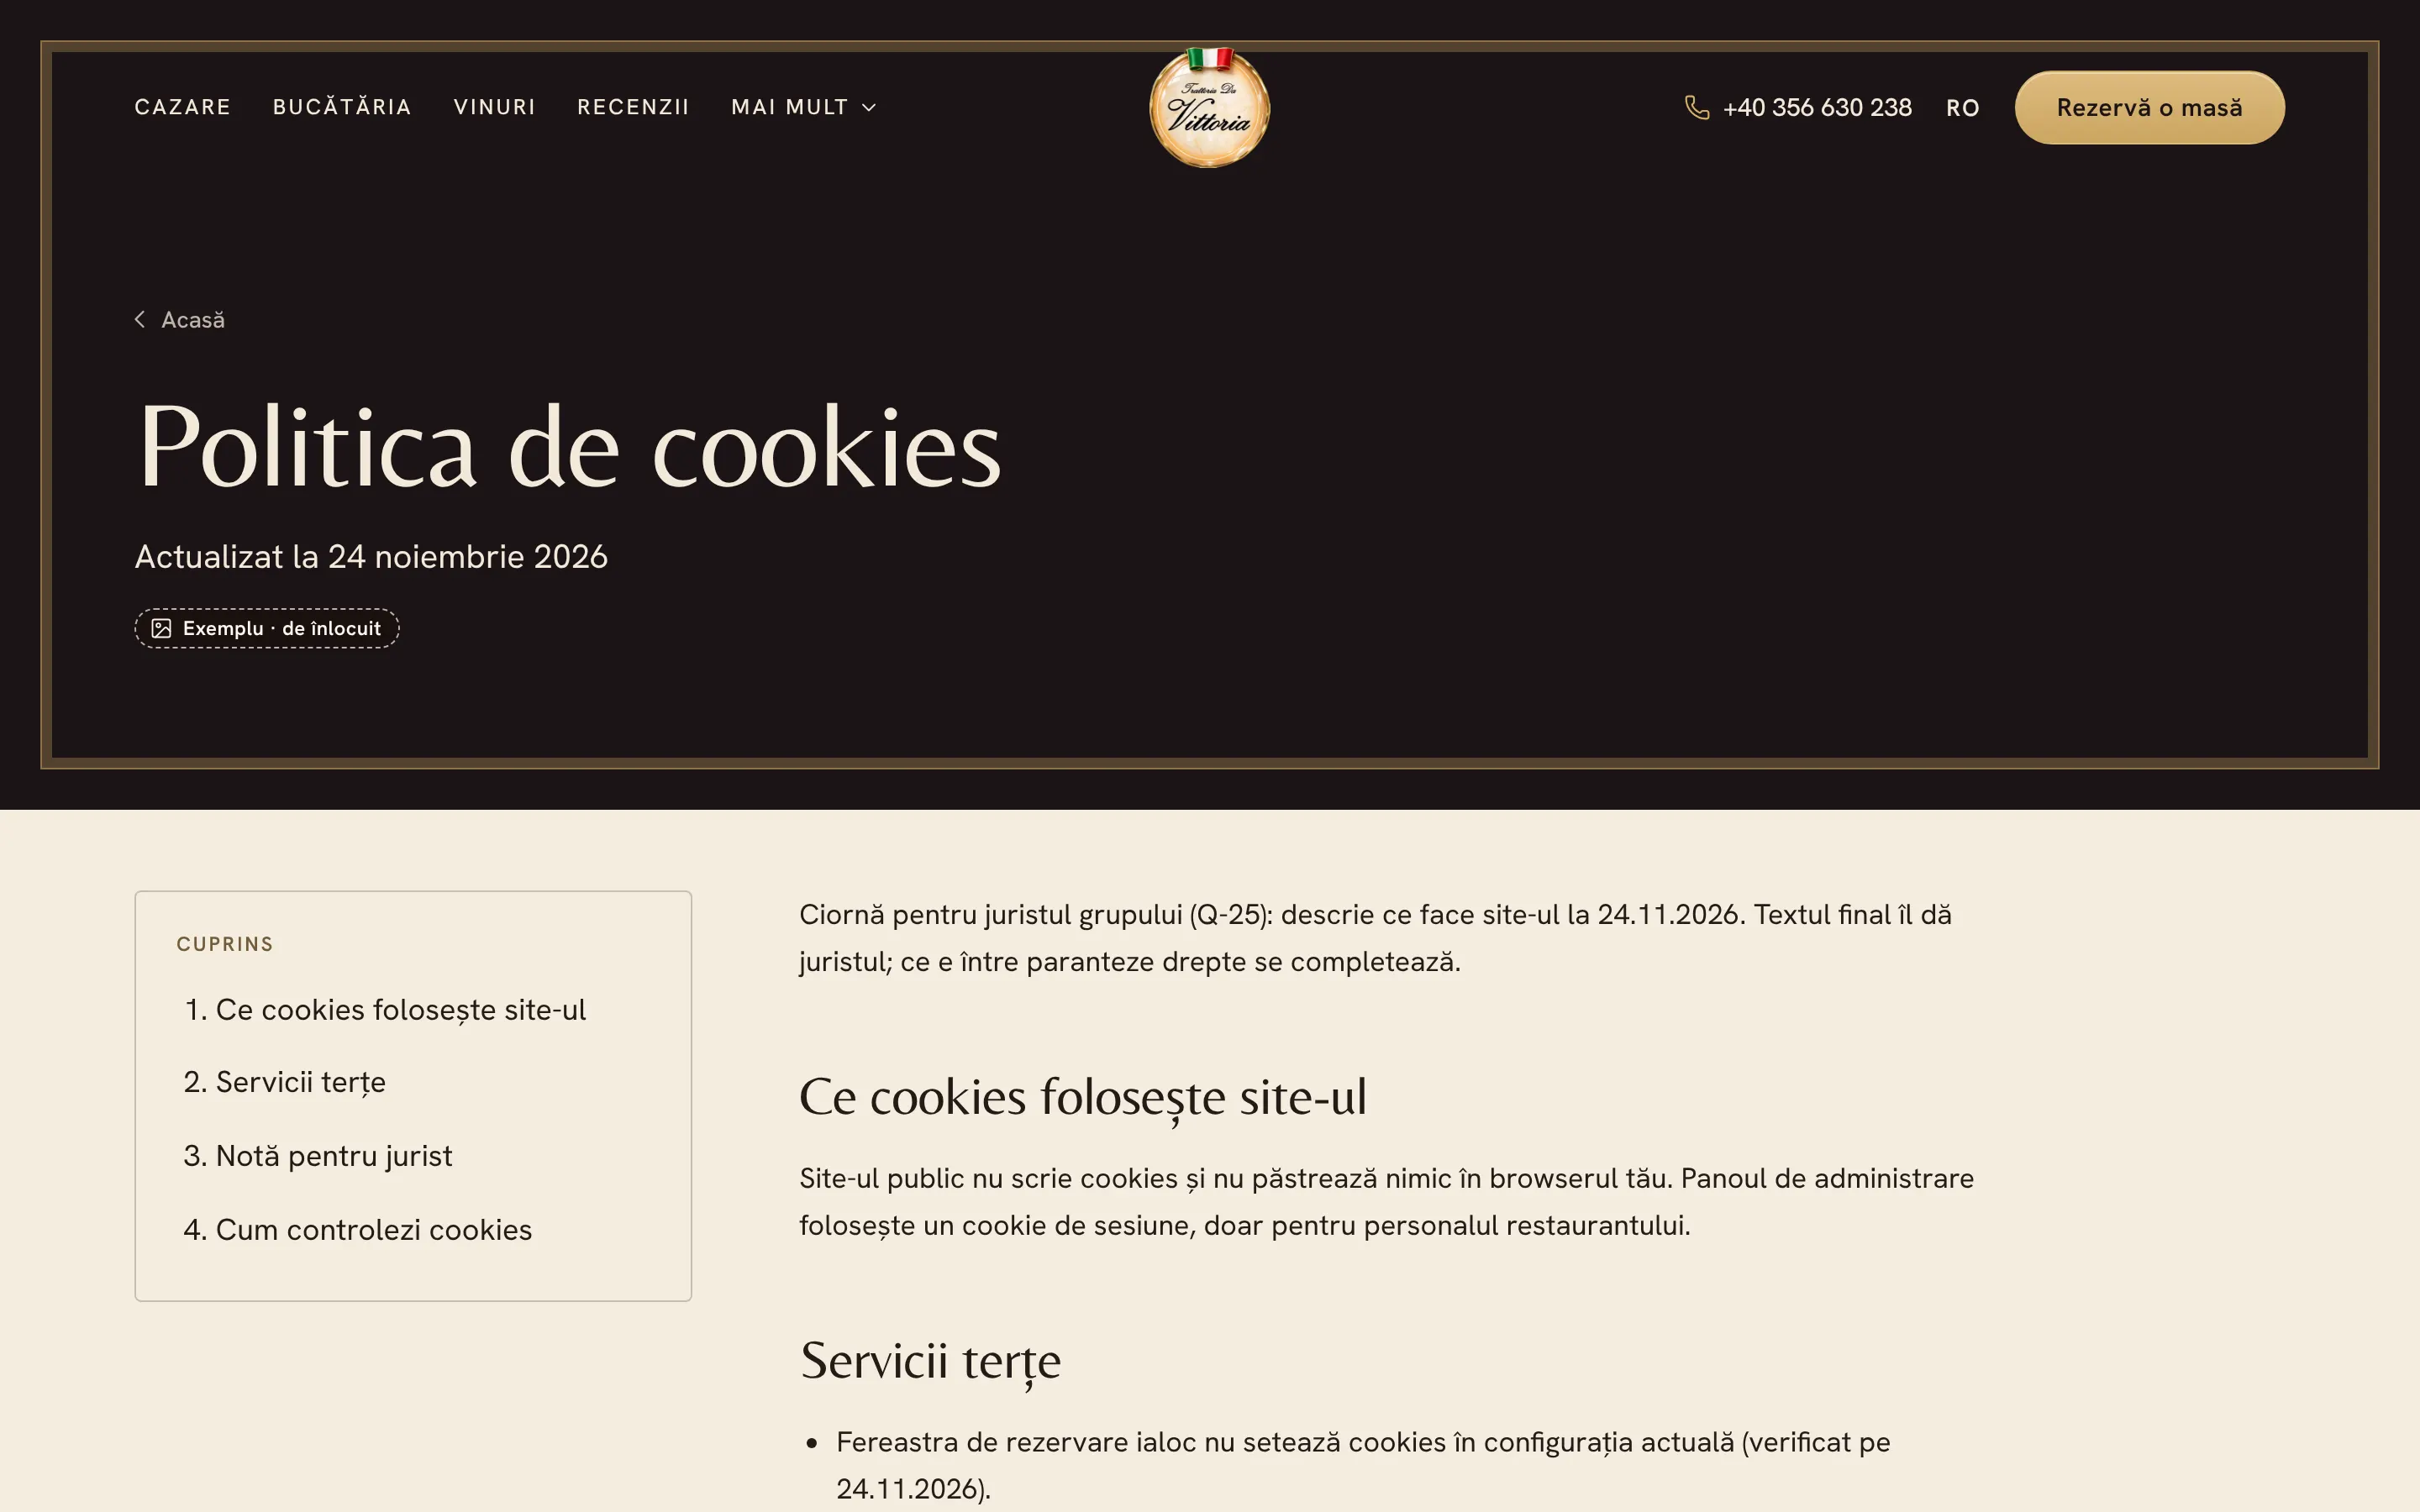 CAZARE
BUCĂTĂRIA
VINURI
RECENZII
MAI MULT
Trattoria Da
Vittoria
+40 356 630 238
RO
Rezervă o masă
Acasă
Politica de cookies
Actualizat la 24 noiembrie 2026
Exemplu · de înlocuit
CUPRINS
1. Ce cookies folosește site-ul
2. Servicii terțe
3. Notă pentru jurist
4. Cum controlezi cookies
Ciornă pentru juristul grupului (Q-25): descrie ce face site-ul la 24.11.2026. Textul final îl dă
juristul; ce e între paranteze drepte se completează.
Ce cookies folosește site-ul
Site-ul public nu scrie cookies și nu păstrează nimic în browserul tău. Panoul de administrare
folosește un cookie de sesiune, doar pentru personalul restaurantului.
Servicii terțe
• Fereastra de rezervare ialoc nu setează cookies în configurația actuală (verificat pe
24.11.2026).